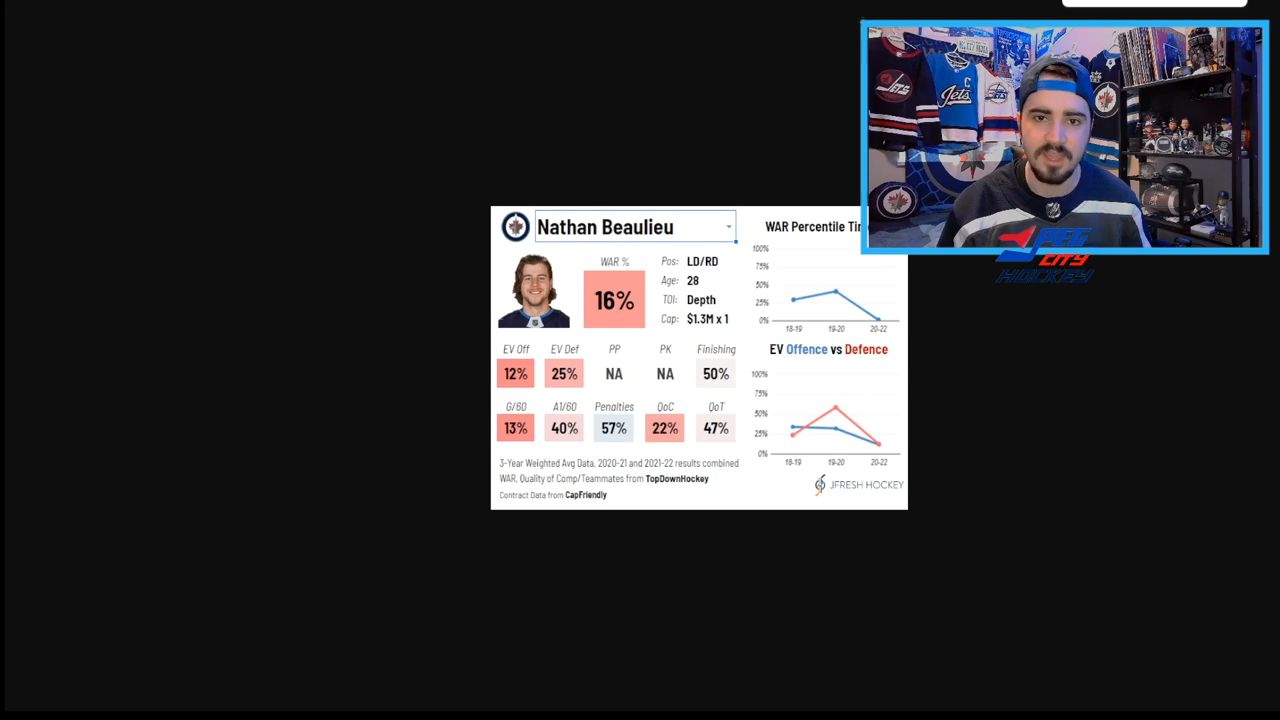 Nathan Beaulieu
WAR %
16%
Pos: LD/RD
Age: 28
TOI: Depth
Cap: $1.3M x 1
EV Off EV Def PP PK Finishing
12% 25% NA NA 50%
G/60 A1/60 Penalties QoC QoT
13% 40% 57% 22% 47%
3-Year Weighted Avg Data. 2020-21 and 2021-22 results combined
WAR, Quality of Comp/Teammates from TopDownHockey
Contract Data from CapFriendly
WAR Percentile
100%
75%
50%
25%
0%
18-19 19-20 20-22
EV Offence vs Defence
100%
75%
50%
25%
0%
18-19 19-20 20-22
JFRESH HOCKEY
Jets
JETS
PEG
CITY
HOCKEY